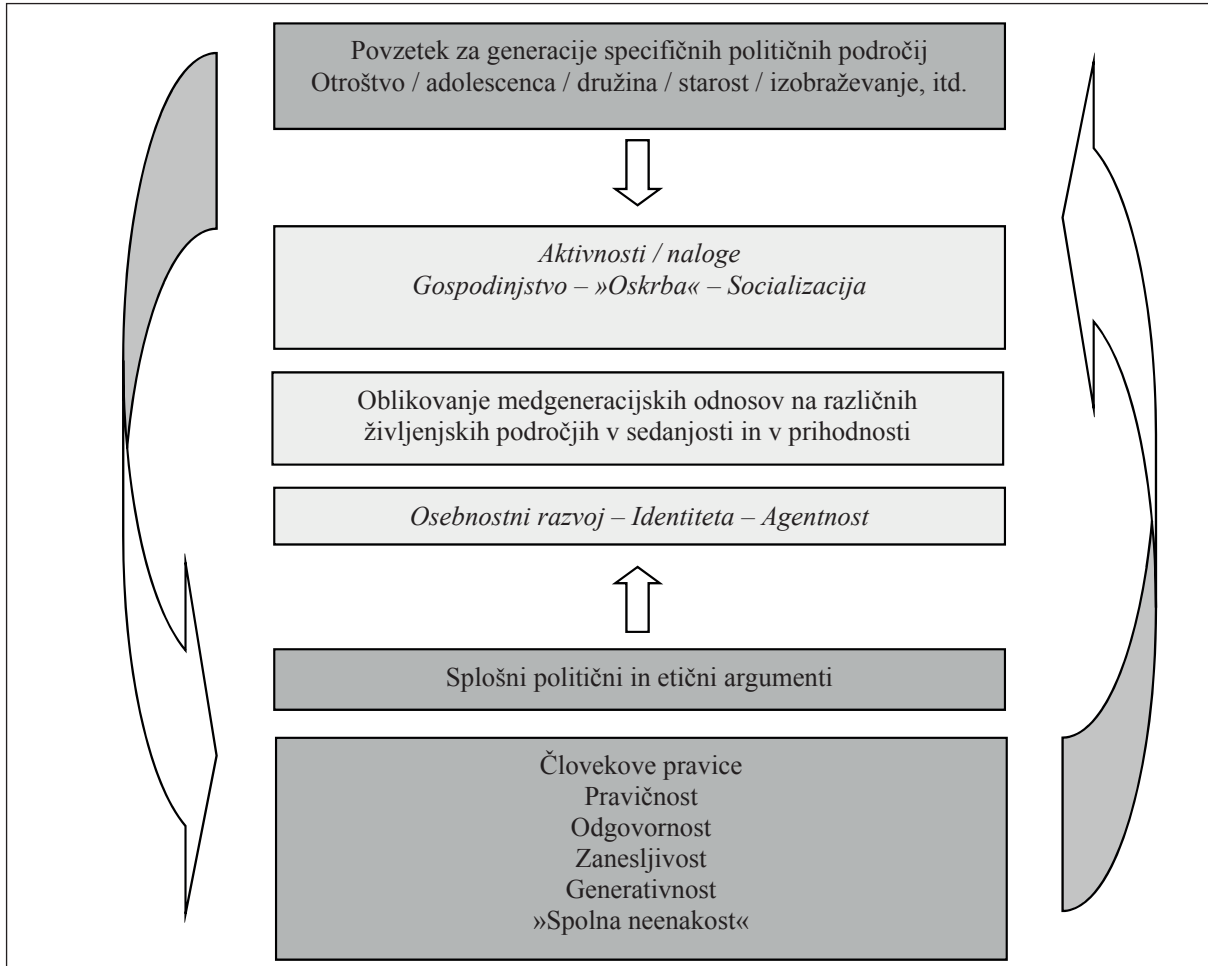 Povzetek za generacije specifičnih političnih področij
Otroštvo / adolescenca / družina / starost / izobraževanje, itd.
Aktivnosti / naloge
Gospodinjstvo – »Oskrba« – Socializacija
Oblikovanje medgeneracijskih odnosov na različnih
življenjskih področjih v sedanjosti in v prihodnosti
Osebnostni razvoj – Identiteta – Agentnost
Splošni politični in etični argumenti
Človekove pravice
Pravičnost
Odgovornost
Zanesljivost
Generativnost
»Spolna neenakost«